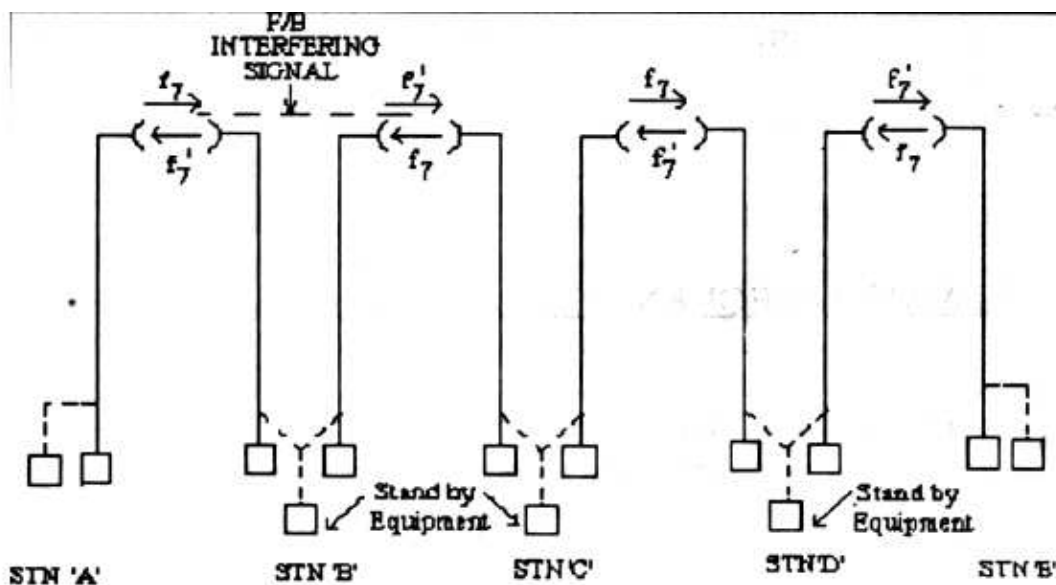 F/B
INTERFERING
SIGNAL
f7 f7' f7 f7'
f7' f7 f7' f7
Stand by
Equipment
Stand by
Equipment
STN 'A' STN 'B' STN 'C' STN 'D' STN 'E'